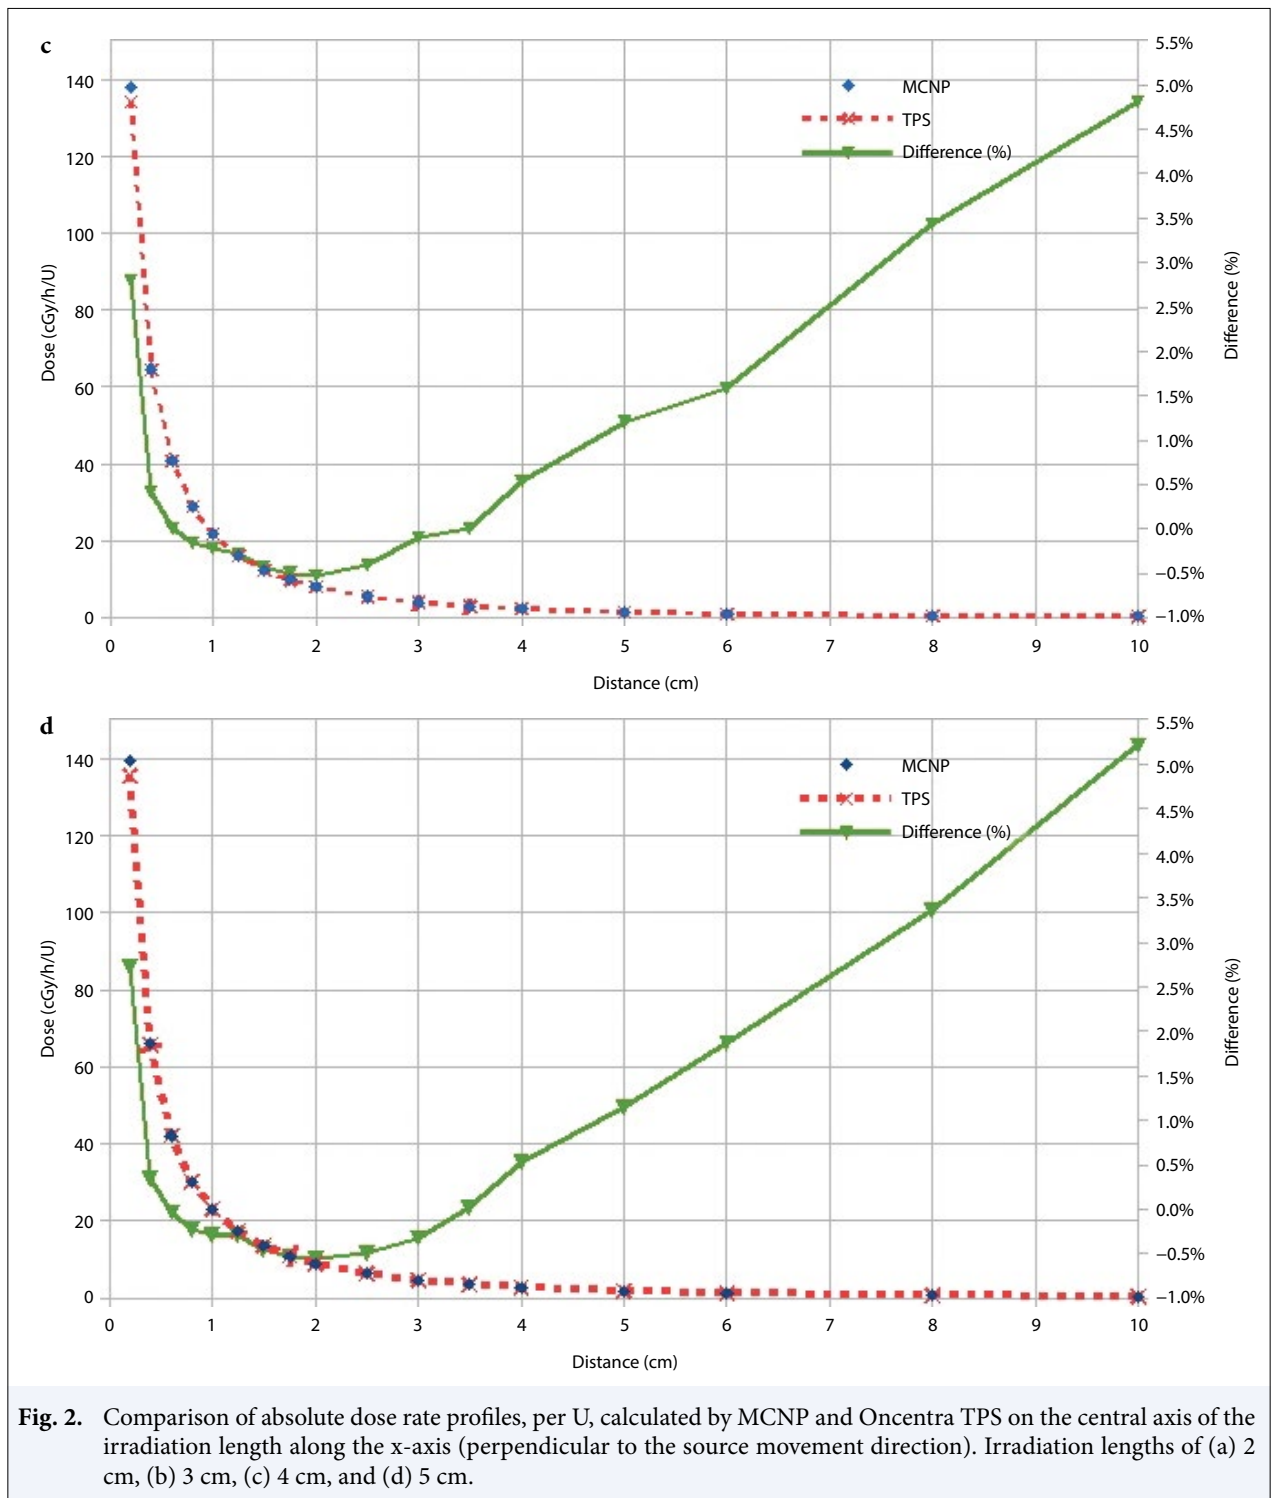 c
5.5%
140
5.0%
MCNP
TPS
4.5%
Difference (%)
120
4.0%
100
3.5%
3.0%
80
2.5%
2.0%
60
1.5%
1.0%
40
0.5%
0.0%
20
−0.5%
0
−1.0%
Dose (cGy/h/U)
Difference (%)
0 1 2 3 4 5 6 7 8 9 10
Distance (cm)
d
5.5%
140
5.0%
MCNP
TPS
4.5%
Difference (%)
120
4.0%
100
3.5%
3.0%
80
2.5%
2.0%
60
1.5%
1.0%
40
0.5%
0.0%
20
−0.5%
0
−1.0%
Dose (cGy/h/U)
Difference (%)
0 1 2 3 4 5 6 7 8 9 10
Distance (cm)
Fig. 2. Comparison of absolute dose rate profiles, per U, calculated by MCNP and Oncentra TPS on the central axis of the
irradiation length along the x-axis (perpendicular to the source movement direction). Irradiation lengths of (a) 2
cm, (b) 3 cm, (c) 4 cm, and (d) 5 cm.